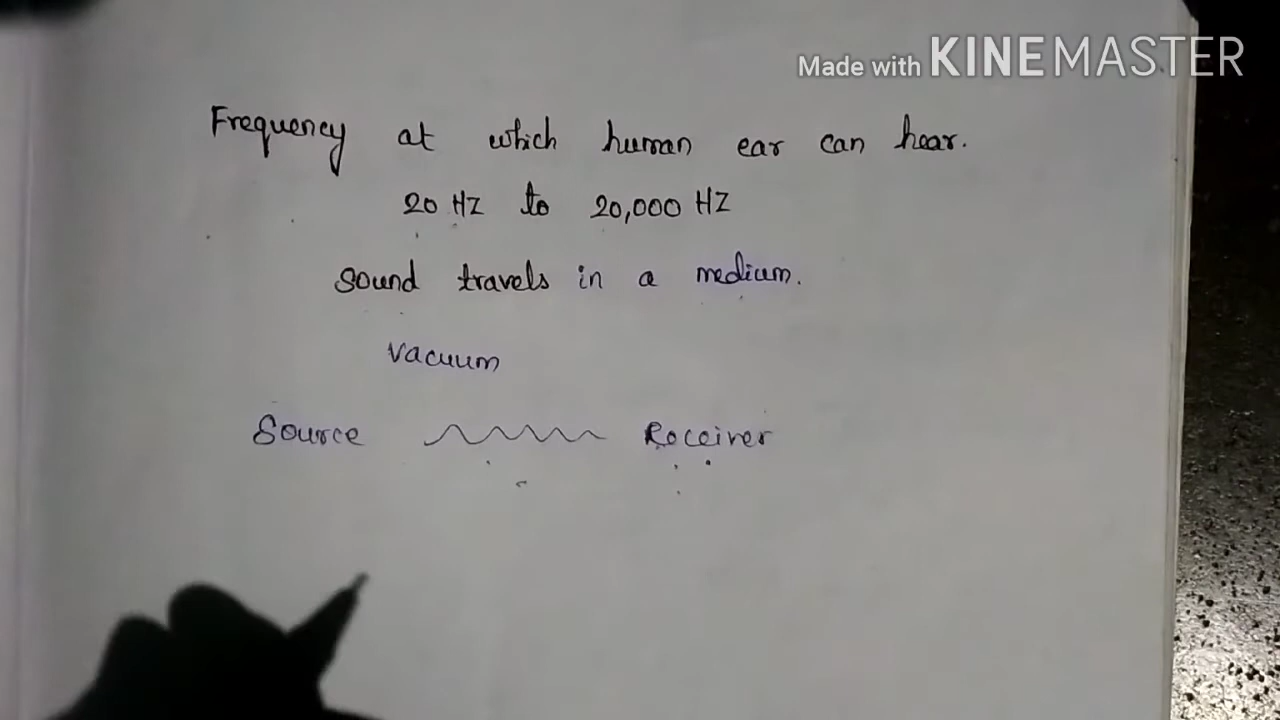 Made with KINEMASTER
Frequency at which human ear can hear.
20 HZ to 20,000 HZ
Sound travels in a medium.
Vacuum
Source Receiver